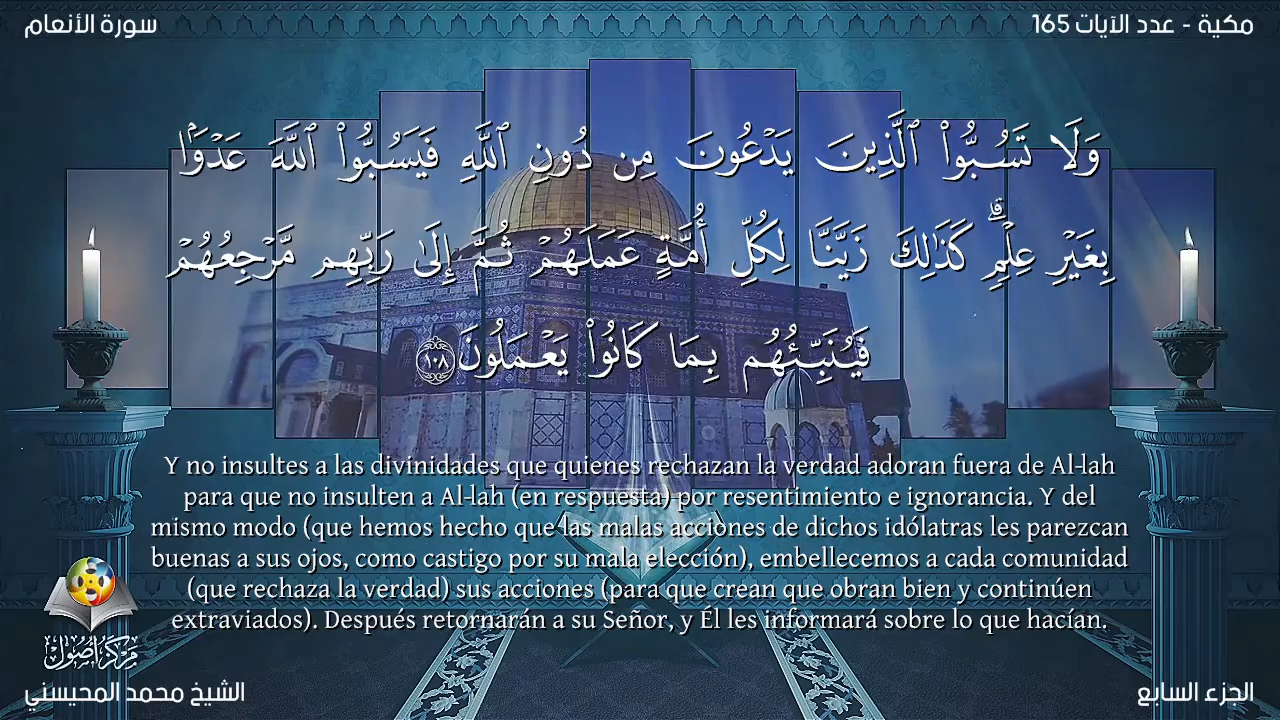 سورة الأنعام
مكية - عدد الآيات 165
وَلَا تَسُبُّوا۟ ٱلَّذِينَ يَدْعُونَ مِن دُونِ ٱللَّهِ فَيَسُبُّوا۟ ٱللَّهَ عَدْوًۢا
بِغَيْرِ عِلْمٍۢ ۗ كَذَٰلِكَ زَيَّنَّا لِكُلِّ أُمَّةٍ عَمَلَهُمْ ثُمَّ إِلَىٰ رَبِّهِم مَّرْجِعُهُمْ
فَيُنَبِّئُهُم بِمَا كَانُوا۟ يَعْمَلُونَ ١٠٨
Y no insultes a las divinidades que quienes rechazan la verdad adoran fuera de Al-lah
para que no insulten a Al-lah (en respuesta) por resentimiento e ignorancia. Y del
mismo modo (que hemos hecho que las malas acciones de dichos idólatras les parezcan
buenas a sus ojos, como castigo por su mala elección), embellecemos a cada comunidad
(que rechaza la verdad) sus acciones (para que crean que obran bien y continúen
extraviados). Después retornarán a su Señor, y Él les informará sobre lo que hacían.
مركز أصول
الشيخ محمد المحيسني
الجزء السابع